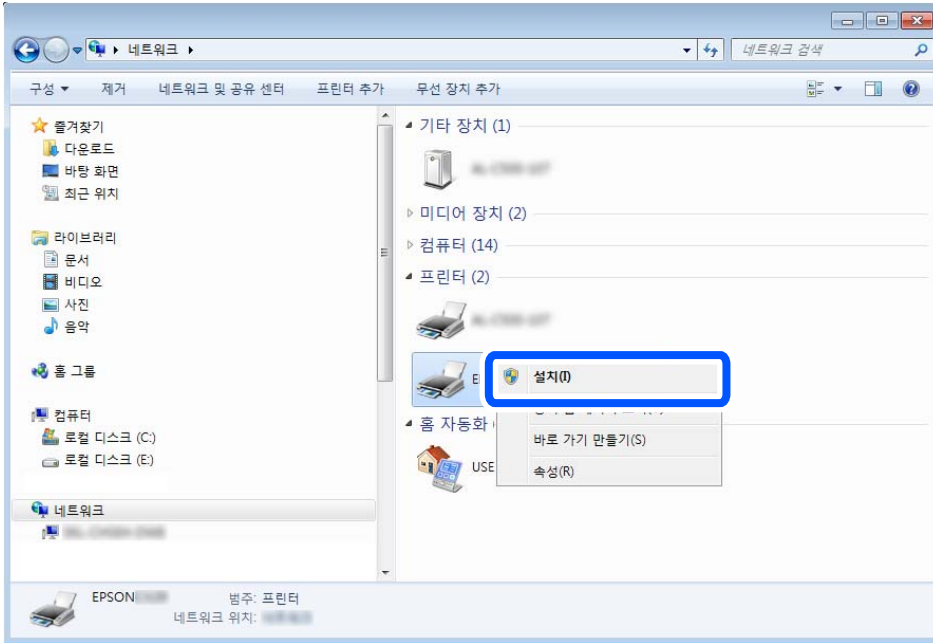 네트워크
네트워크 검색
구성
제거
네트워크 및 공유 센터
프린터 추가
무선 장치 추가
즐겨찾기
다운로드
바탕 화면
최근 위치
라이브러리
문서
비디오
사진
음악
홈 그룹
컴퓨터
로컬 디스크 (C:)
로컬 디스크 (E:)
네트워크
기타 장치 (1)
미디어 장치 (2)
컴퓨터 (14)
프린터 (2)
설치(I)
바로 가기 만들기(S)
속성(R)
홈 자동화
USE
EPSON
범주: 프린터
네트워크 위치: